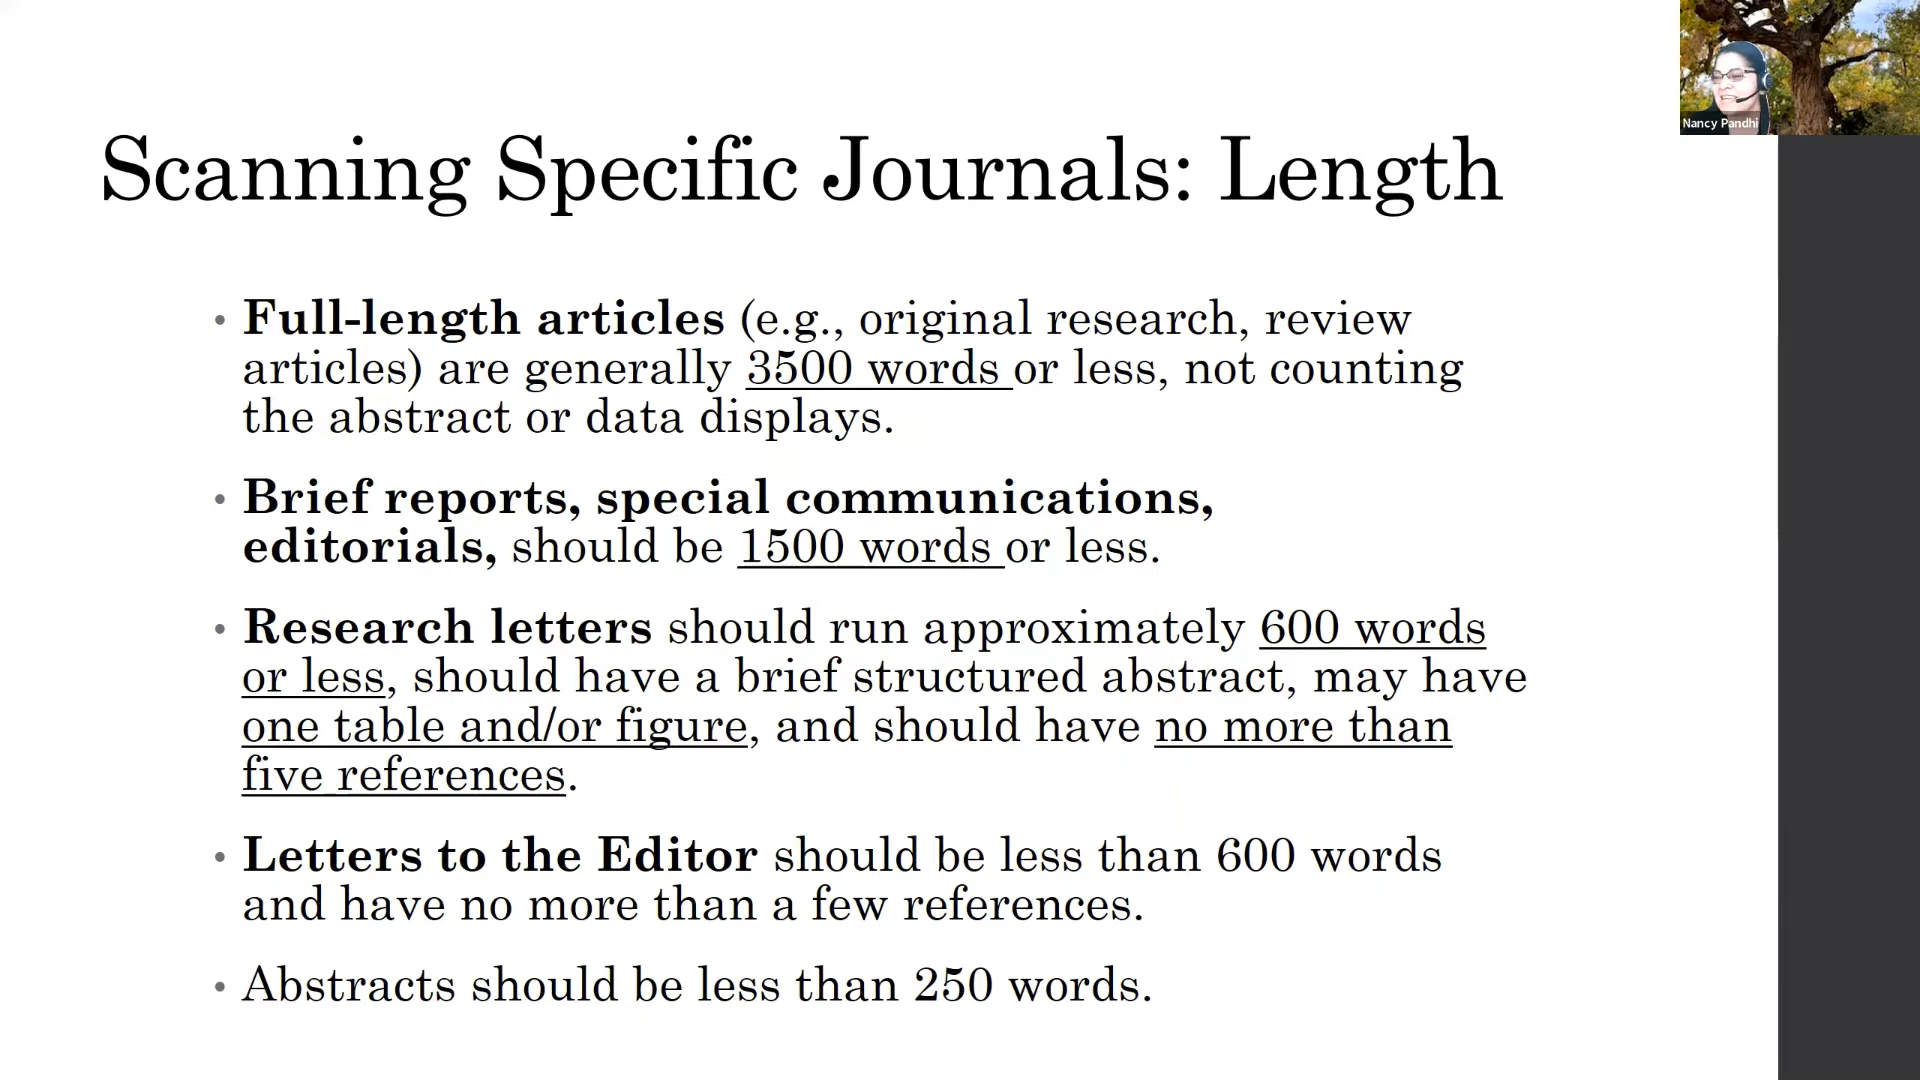 Nancy Pandhi
Scanning Specific Journals: Length
• Full-length articles (e.g., original research, review
articles) are generally 3500 words or less, not counting
the abstract or data displays.
• Brief reports, special communications,
editorials, should be 1500 words or less.
• Research letters should run approximately 600 words
or less, should have a brief structured abstract, may have
one table and/or figure, and should have no more than
five references.
• Letters to the Editor should be less than 600 words
and have no more than a few references.
• Abstracts should be less than 250 words.